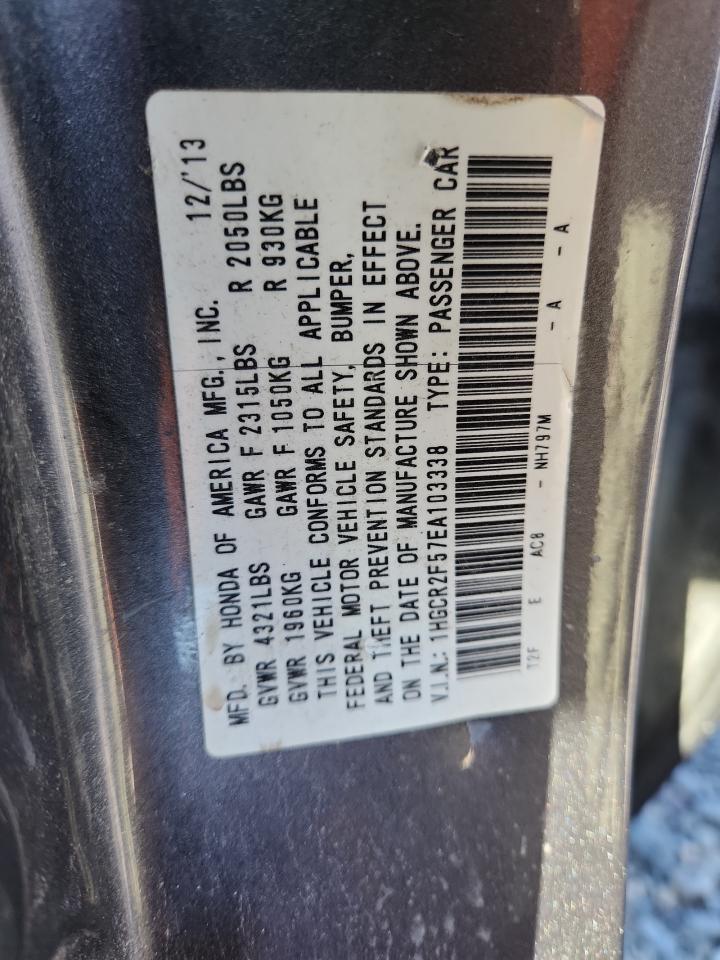 MFD. BY HONDA OF AMERICA MFG., INC. 12/'13
GVWR 4321LBS GAWR F 2315LBS R 2050LBS
GVWR 1960KG GAWR F 1050KG R 930KG
THIS VEHICLE CONFORMS TO ALL APPLICABLE
FEDERAL MOTOR VEHICLE SAFETY, BUMPER,
AND THEFT PREVENTION STANDARDS IN EFFECT
ON THE DATE OF MANUFACTURE SHOWN ABOVE.
V.I.N.: 1HGCR2F57EA103338 TYPE: PASSENGER CAR
T2F E AC8 - NH797M - A - A